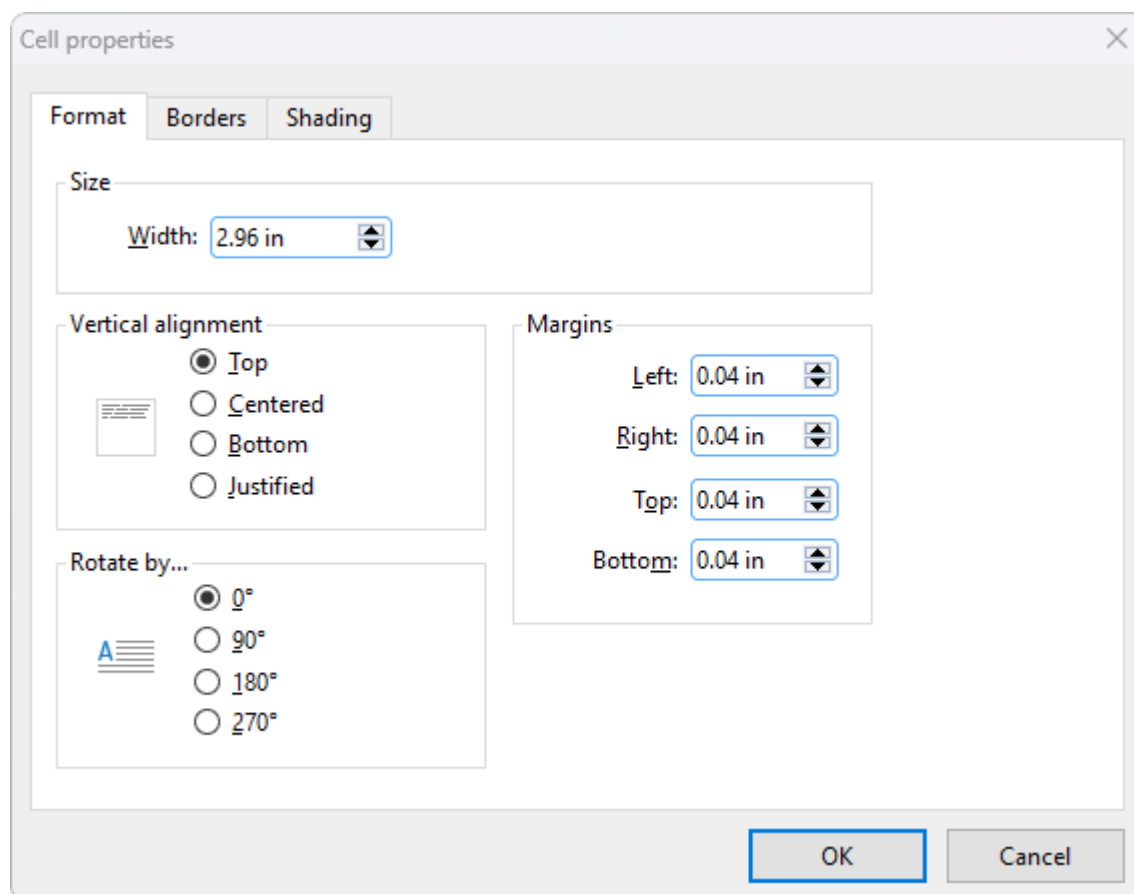 Cell properties
Format Borders Shading
Size
Width: 2.96 in
Vertical alignment
Top
Centered
Bottom
Justified
Margins
Left: 0.04 in
Right: 0.04 in
Top: 0.04 in
Bottom: 0.04 in
Rotate by...
A
0°
90°
180°
270°
OK Cancel